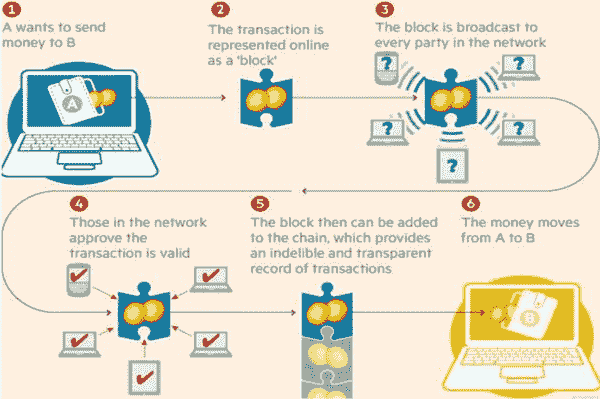 1
A wants to send
money to B
A
2
The transaction is
represented online
as a 'block'
3
The block is broadcast to
every party in the network
?
?
?
?
?
4
Those in the network
approve the
transaction is valid
5
The block then can be added
to the chain, which provides
an indelible and transparent
record of transactions
6
The money moves
from A to B
B